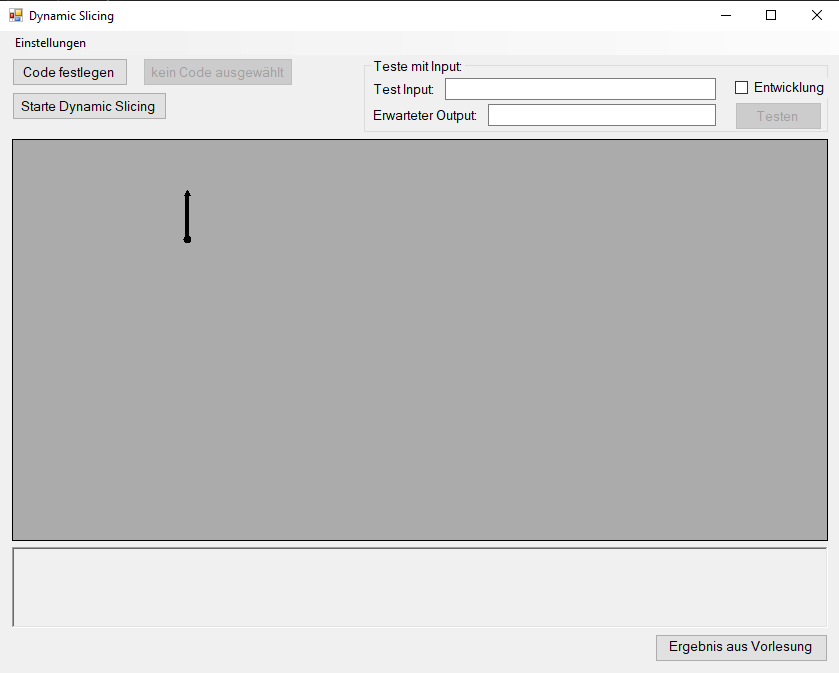 Dynamic Slicing
Einstellungen
Code festlegen
kein Code ausgewählt
Starte Dynamic Slicing
Teste mit Input:
Test Input:
Entwicklung
Erwarteter Output:
Testen
Ergebnis aus Vorlesung